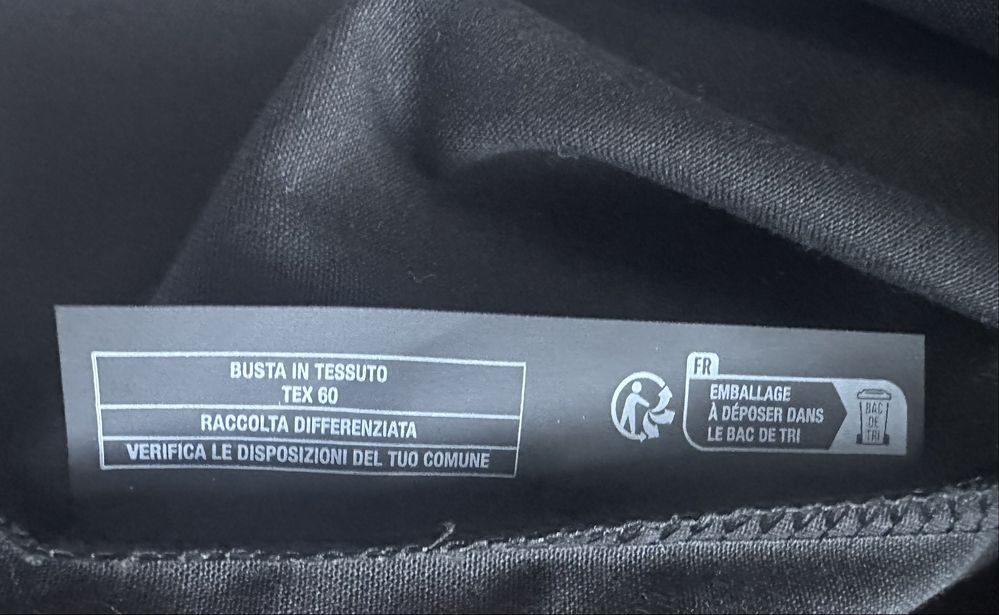 BUSTA IN TESSUTO
TEX 60
RACCOLTA DIFFERENZIATA
VERIFICA LE DISPOSIZIONI DEL TUO COMUNE
FR
EMBALLAGE
À DÉPOSER DANS
LE BAC DE TRI
BAC
DE
TRI